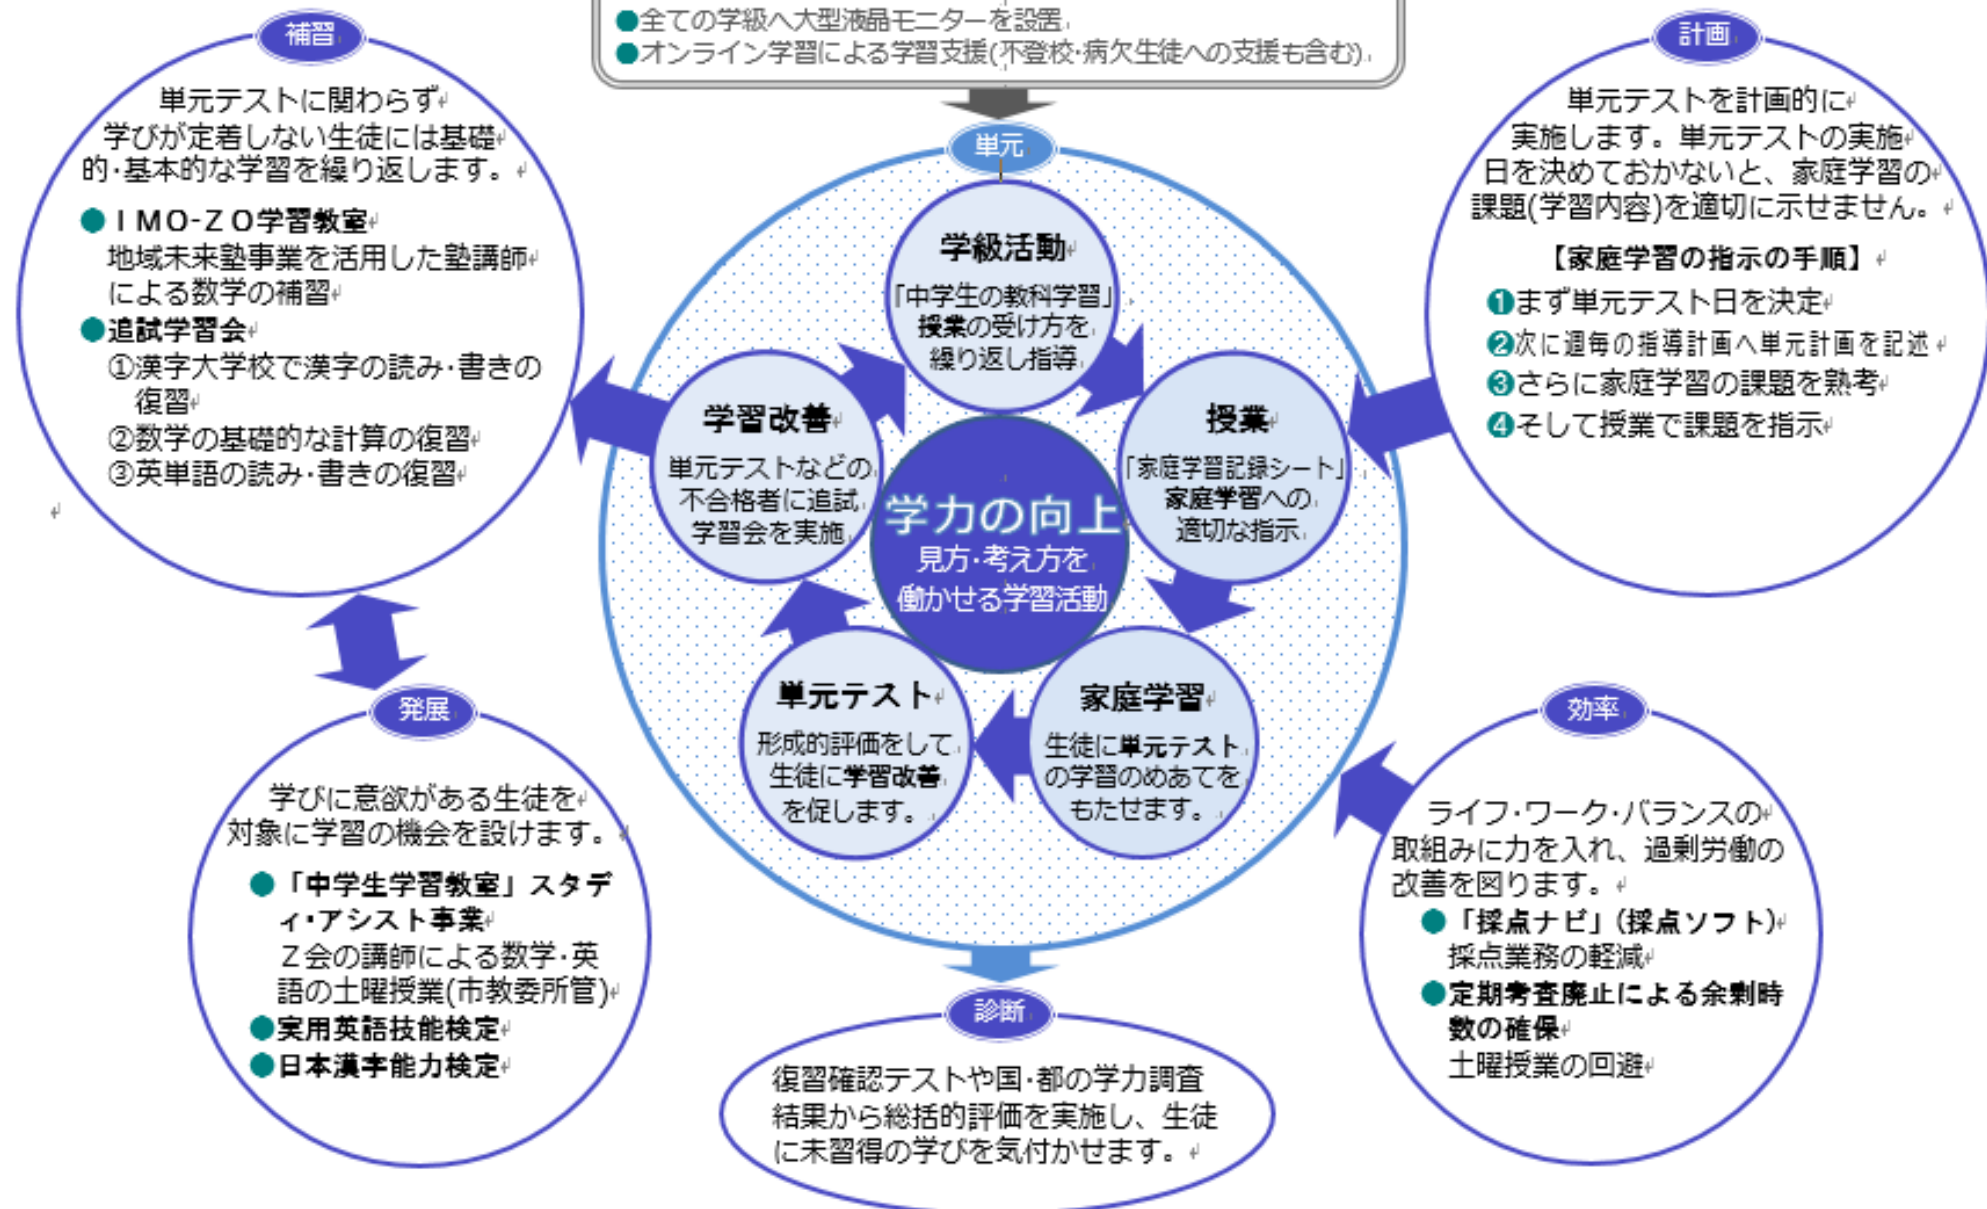 ●全ての学級へ大型液晶モニターを設置
●オンライン学習による学習支援(不登校・病欠生徒への支援も含む)
補習
単元テストに関わらず
学びが定着しない生徒には基礎
的・基本的な学習を繰り返します。
●ＩＭＯ-ＺＯ学習教室
地域未来塾事業を活用した塾講師
による数学の補習
●追試学習会
①漢字大学校で漢字の読み・書きの
復習
②数学の基礎的な計算の復習
③英単語の読み・書きの復習
計画
単元テストを計画的に
実施します。単元テストの実施
日を決めておかないと、家庭学習の
課題(学習内容)を適切に示せません。
【家庭学習の指示の手順】
❶まず単元テスト日を決定
❷次に週毎の指導計画へ単元計画を記述
❸さらに家庭学習の課題を熟考
❹そして授業で課題を指示
単元
学級活動
「中学生の教科学習」
授業の受け方を
繰り返し指導
授業
「家庭学習記録シート」
家庭学習への
適切な指示
家庭学習
生徒に単元テスト
の学習のめあてを
もたせます。
単元テスト
形成的評価をして
生徒に学習改善
を促します。
学習改善
単元テストなどの
不合格者に追試
学習会を実施
学力の向上
見方・考え方を
働かせる学習活動
発展
学びに意欲がある生徒を
対象に学習の機会を設けます。
●「中学生学習教室」スタデ
ィ・アシスト事業
Ｚ会の講師による数学・英
語の土曜授業(市教委所管)
●実用英語技能検定
●日本漢字能力検定
診断
復習確認テストや国・都の学力調査
結果から総括的評価を実施し、生徒
に未習得の学びを気付かせます。
効率
ライフ・ワーク・バランスの
取組みに力を入れ、過剰労働の
改善を図ります。
●「採点ナビ」(採点ソフト)
採点業務の軽減
●定期考査廃止による余剰時
数の確保
土曜授業の回避